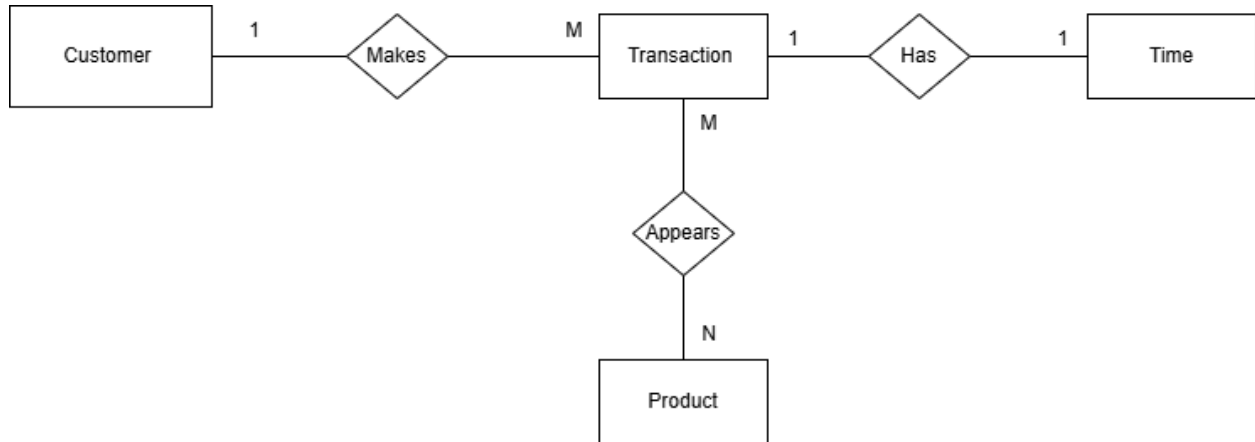 Customer
1
Makes
M
Transaction
1
Has
1
Time
M
Appears
N
Product